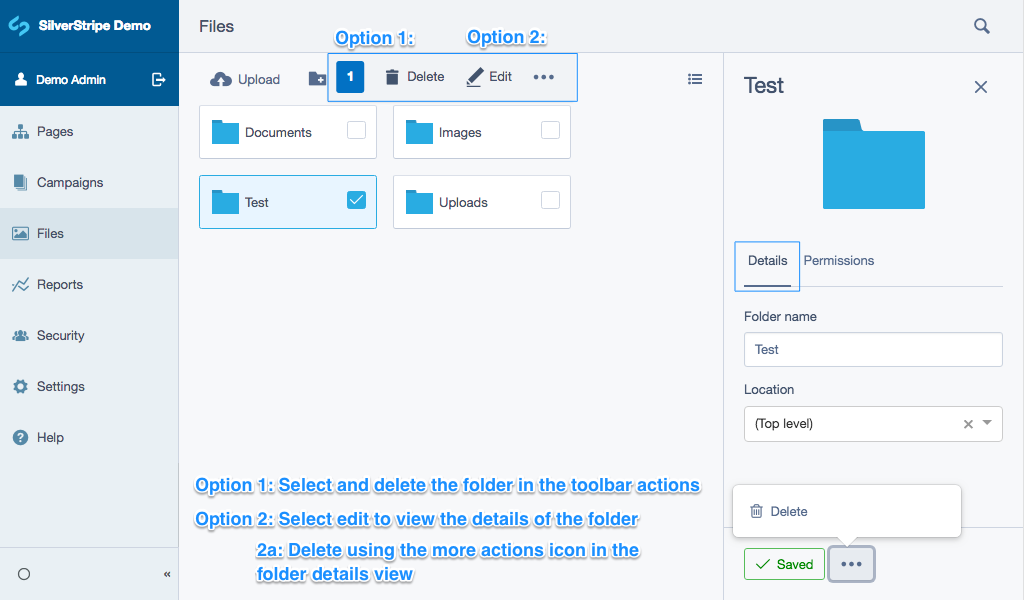 SilverStripe Demo
Files
Option 1:
Option 2:
Demo Admin
Upload
1
Delete
Edit
Test
Documents
Images
Test
Uploads
Pages
Campaigns
Files
Reports
Security
Settings
Help
«
Details
Permissions
Folder name
Test
Location
(Top level)
Option 1: Select and delete the folder in the toolbar actions
Option 2: Select edit to view the details of the folder
2a: Delete using the more actions icon in the
folder details view
Delete
Saved